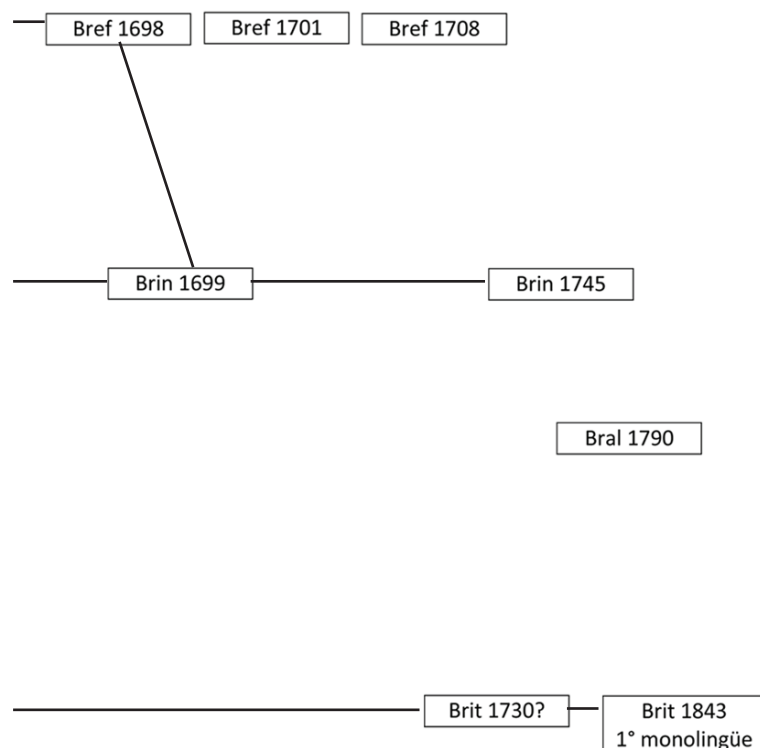 Bref 1698
Bref 1701
Bref 1708
Brin 1699
Brin 1745
Bral 1790
Brit 1730?
Brit 1843
1° monolingüe